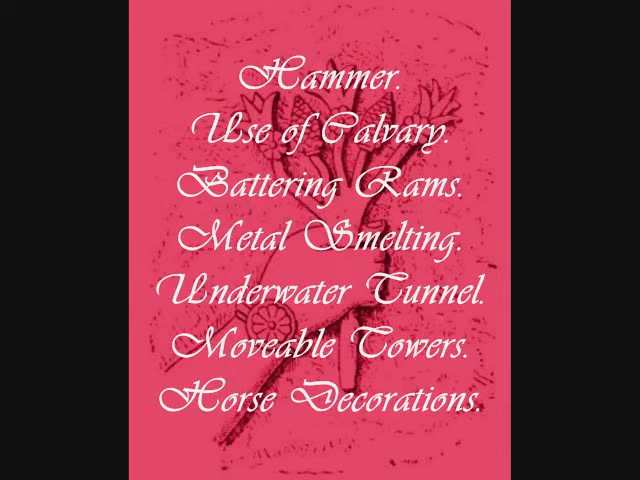 Hammer.
Use of Calvary.
Battering Rams.
Metal Smelting.
Underwater Tunnel.
Moveable Towers.
Horse Decorations.